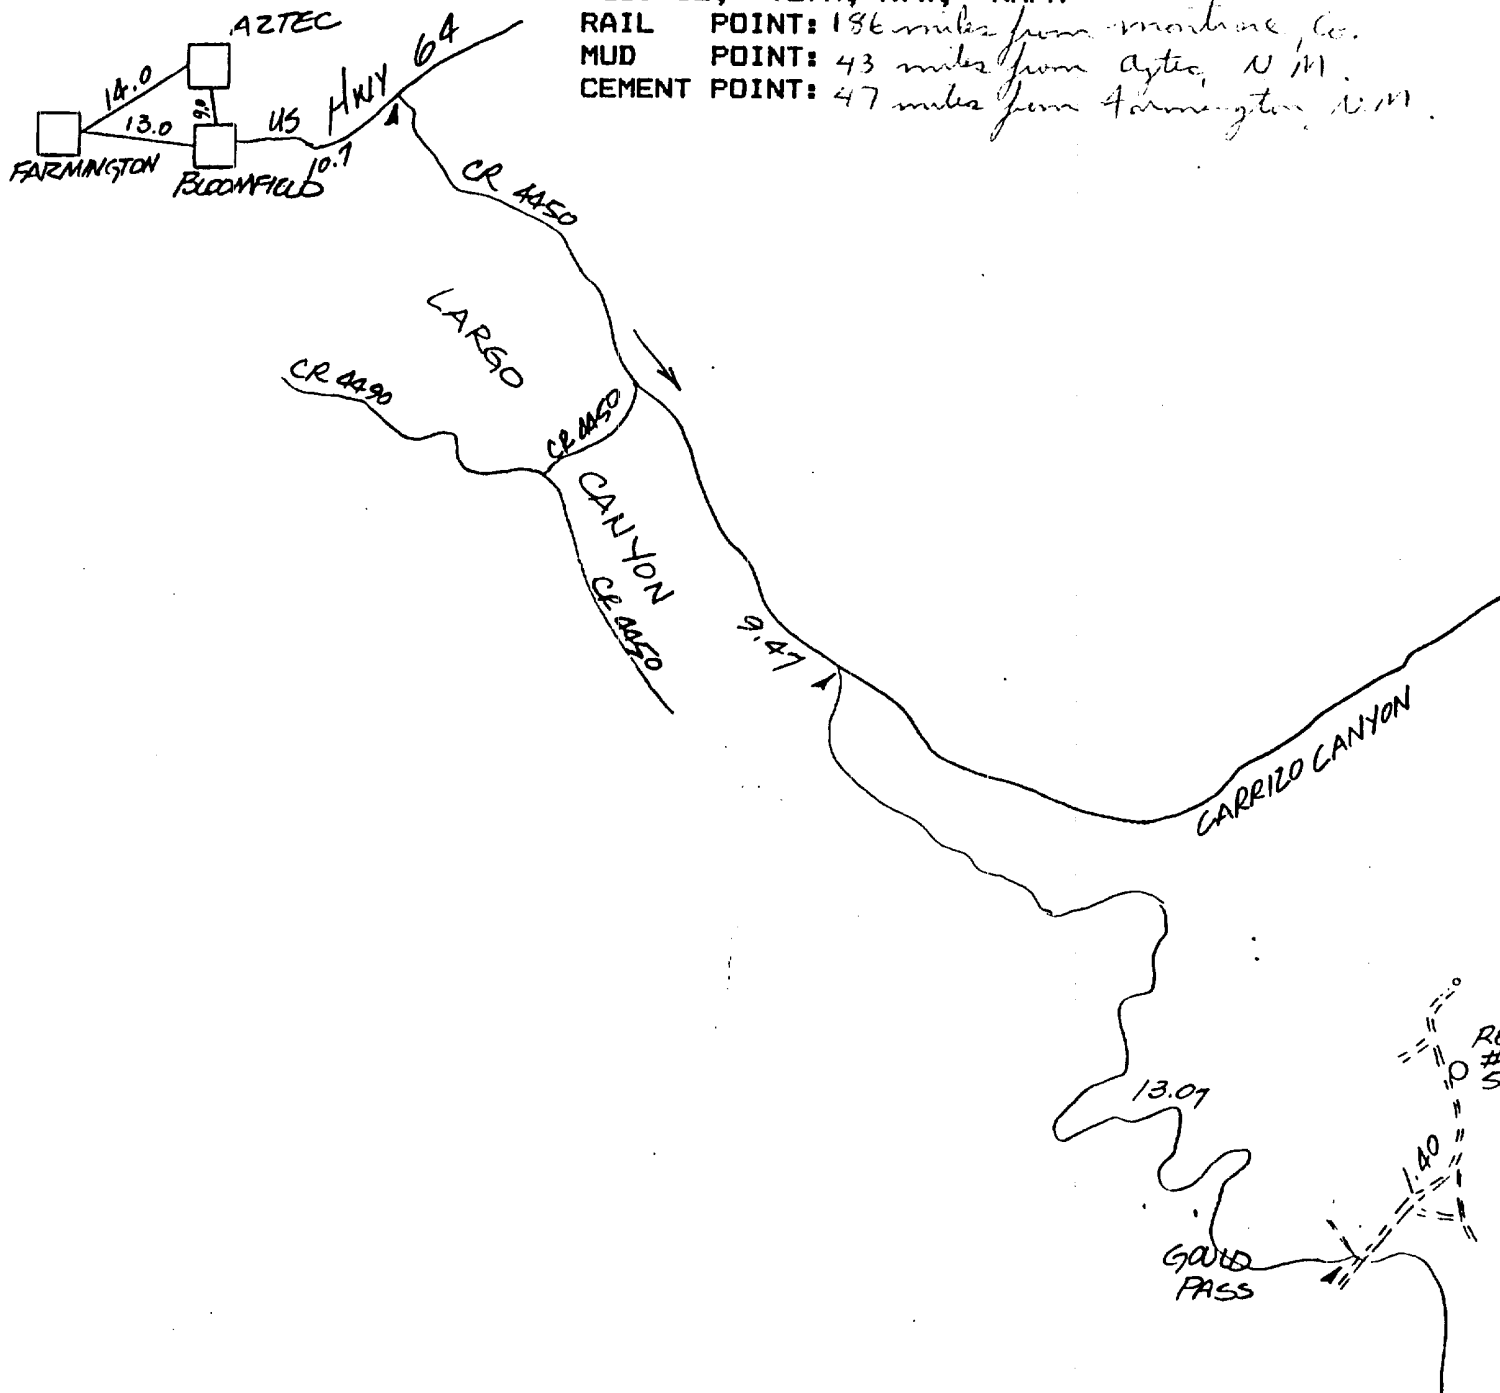 RAIL POINT: 186 miles from montrose, Co.
MUD POINT: 43 miles from Aztec, N.M.
CEMENT POINT: 47 miles from Farmington, N.M.
AZTEC
14.0
9.0
13.0
FARMINGTON
BLOOMFIELD
US HWY 64
10.7
CR 4450
LARGO
CR 4490
CR 4450
CANYON
CR 4450
9.47
CARRIZO CANYON
13.07
1.40
GOULD
PASS
#